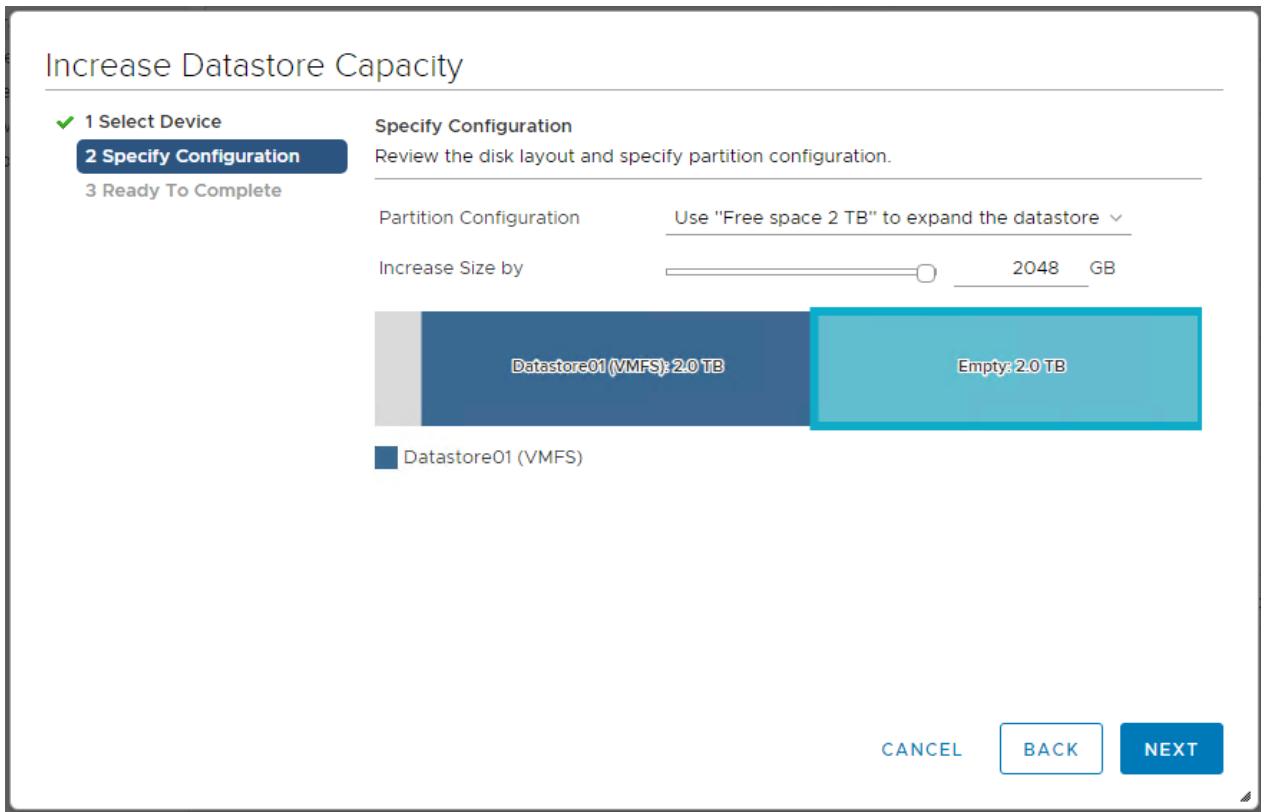 Increase Datastore Capacity
1 Select Device
2 Specify Configuration
3 Ready To Complete
Specify Configuration
Review the disk layout and specify partition configuration.
Partition Configuration
Use "Free space 2 TB" to expand the datastore
Increase Size by
2048 GB
Datastore01 (VMFS): 2.0 TB
Empty: 2.0 TB
Datastore01 (VMFS)
CANCEL
BACK
NEXT